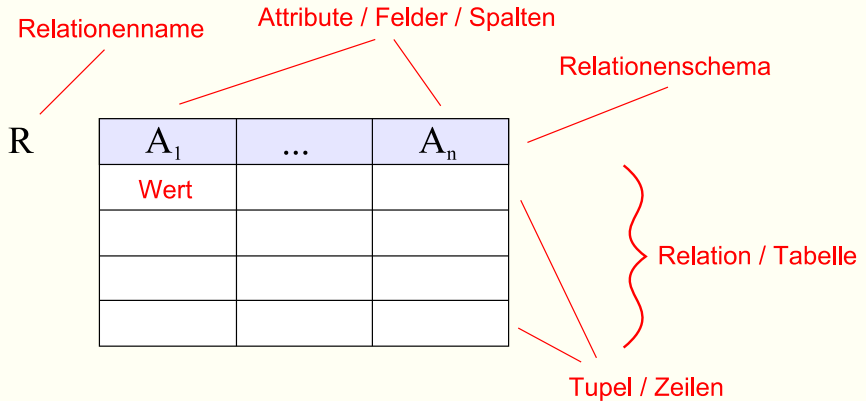 Attribute / Felder / Spalten
Relationenname
Relationenschema
R
A₁ ... Aₙ
Wert
Relation / Tabelle
Tupel / Zeilen